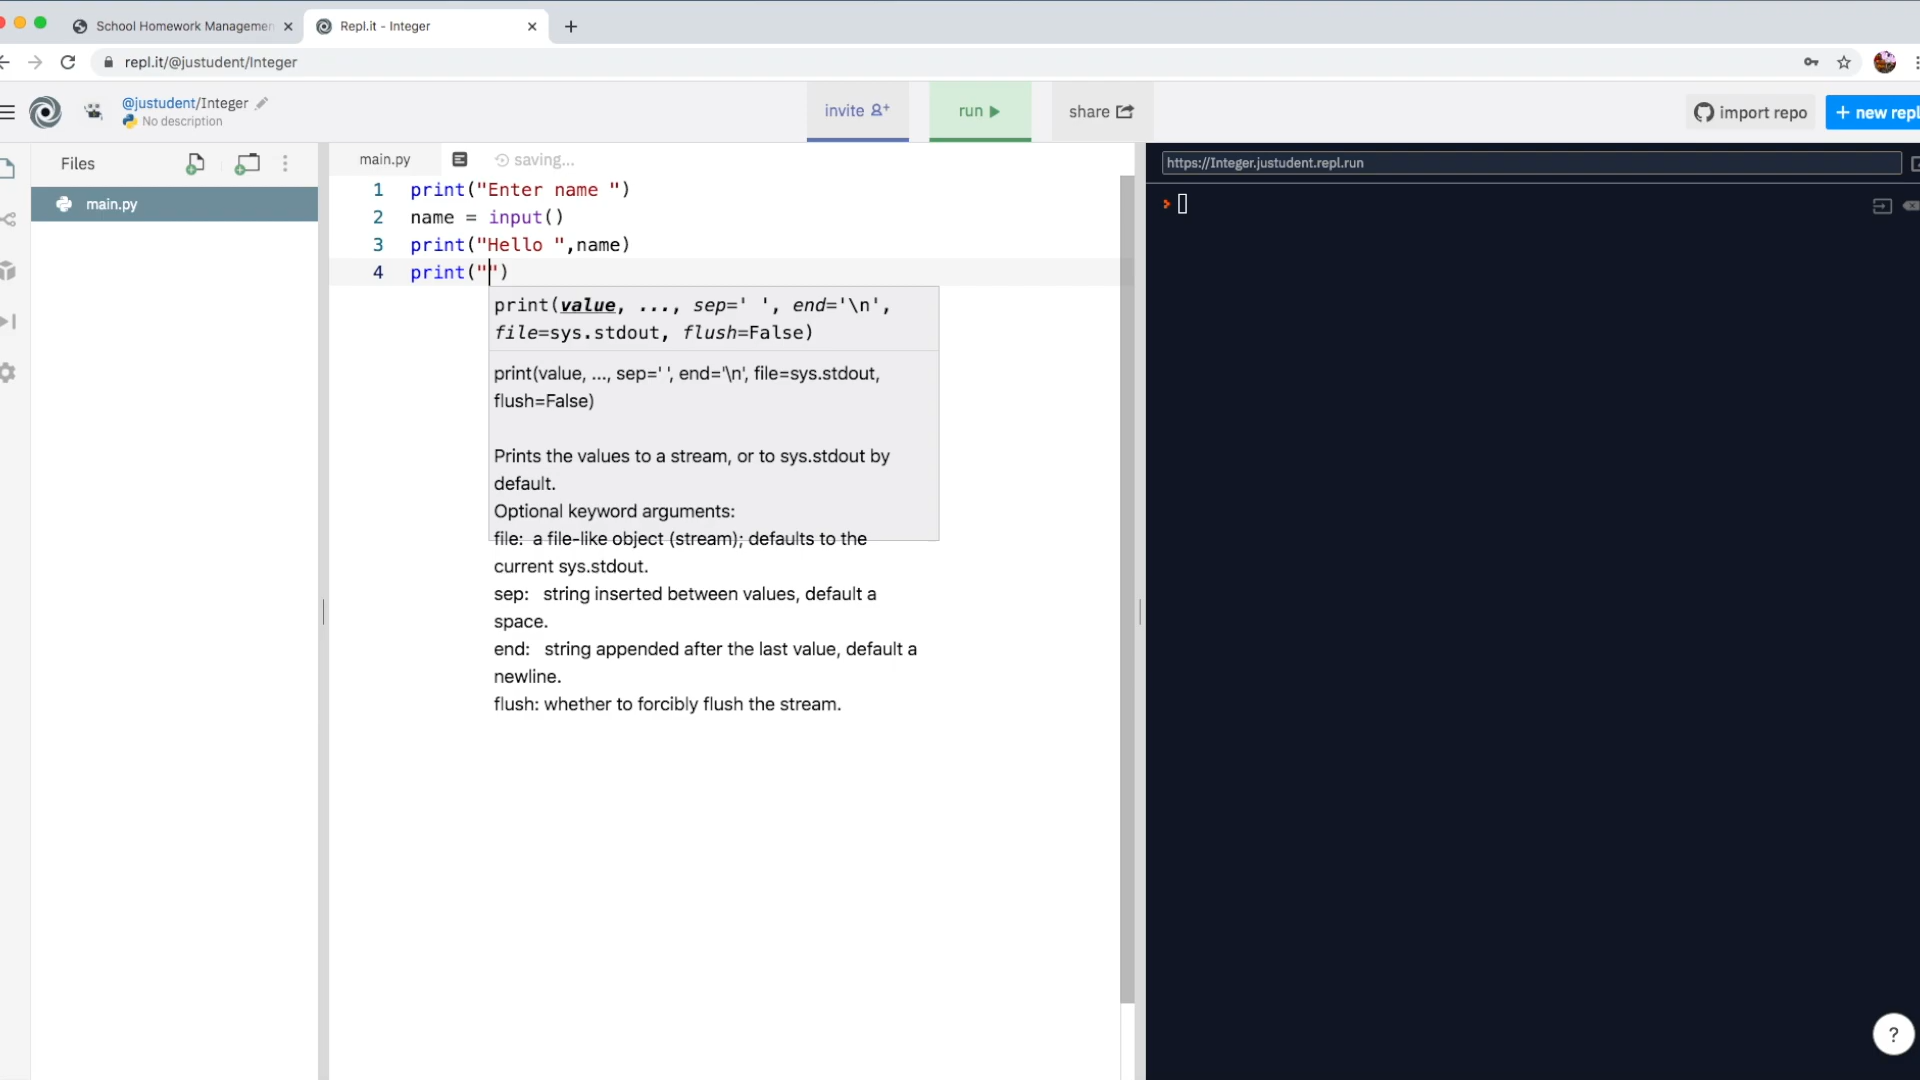 School Homework Managemen
Repl.it - Integer
repl.it/@justudent/Integer
@justudent/Integer
No description
invite
run
share
import repo
+ new repl
Files
main.py
main.py
saving...
https://Integer.justudent.repl.run
1 print("Enter name ")
2 name = input()
3 print("Hello ",name)
4 print("")
print(value, ..., sep=' ', end='\n',
file=sys.stdout, flush=False)
print(value, ..., sep=' ', end='\n', file=sys.stdout,
flush=False)
Prints the values to a stream, or to sys.stdout by
default.
Optional keyword arguments:
file: a file-like object (stream); defaults to the
current sys.stdout.
sep: string inserted between values, default a
space.
end: string appended after the last value, default a
newline.
flush: whether to forcibly flush the stream.
?